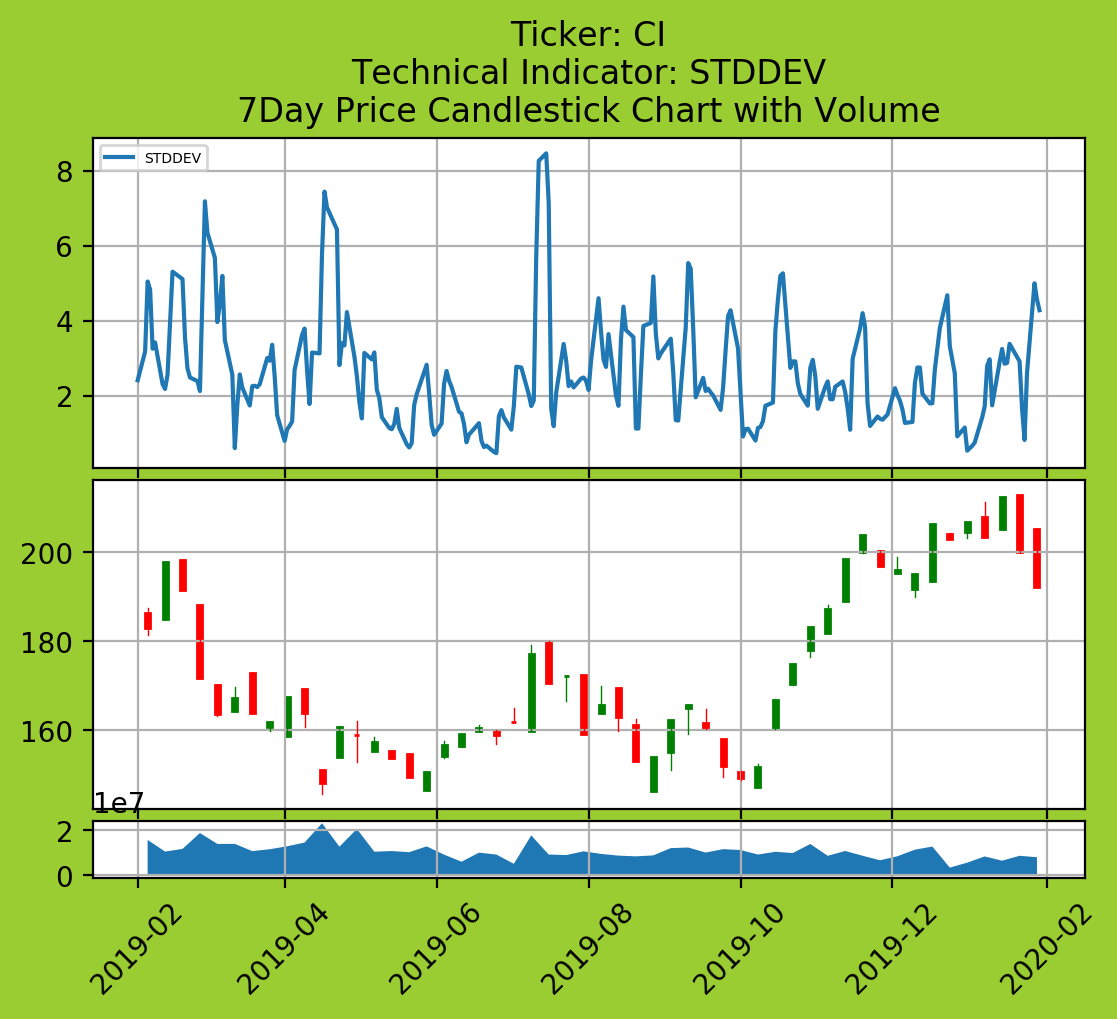 Ticker: CI
Technical Indicator: STDDEV
7Day Price Candlestick Chart with Volume
STDDEV
8
6
4
2
200
180
160
1e7
2
0
2019-02 2019-04 2019-06 2019-08 2019-10 2019-12 2020-02